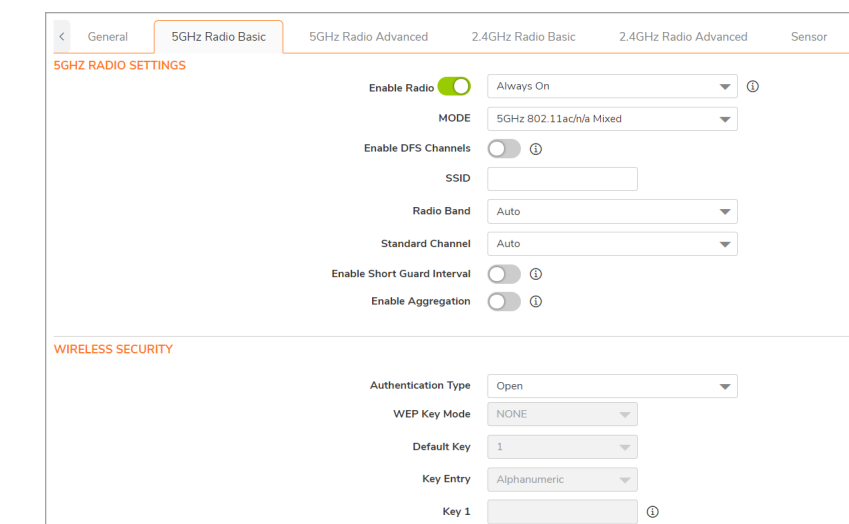 General 5GHz Radio Basic 5GHz Radio Advanced 2.4GHz Radio Basic 2.4GHz Radio Advanced Sensor
5GHZ RADIO SETTINGS
Enable Radio Always On
MODE 5GHz 802.11ac/n/a Mixed
Enable DFS Channels
SSID
Radio Band Auto
Standard Channel Auto
Enable Short Guard Interval
Enable Aggregation
WIRELESS SECURITY
Authentication Type Open
WEP Key Mode NONE
Default Key 1
Key Entry Alphanumeric
Key 1